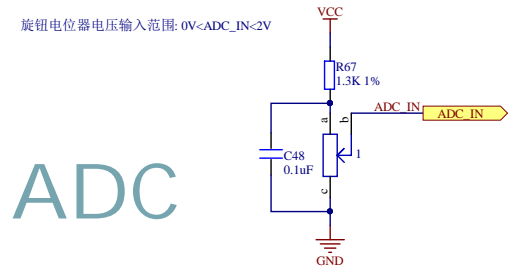 VCC
旋钮电位器电压输入范围: 0V<ADC_IN<2V
R67
1.3K 1%
ADC_IN
ADC_IN
a
b
C48
0.1uF
1
c
ADC
GND